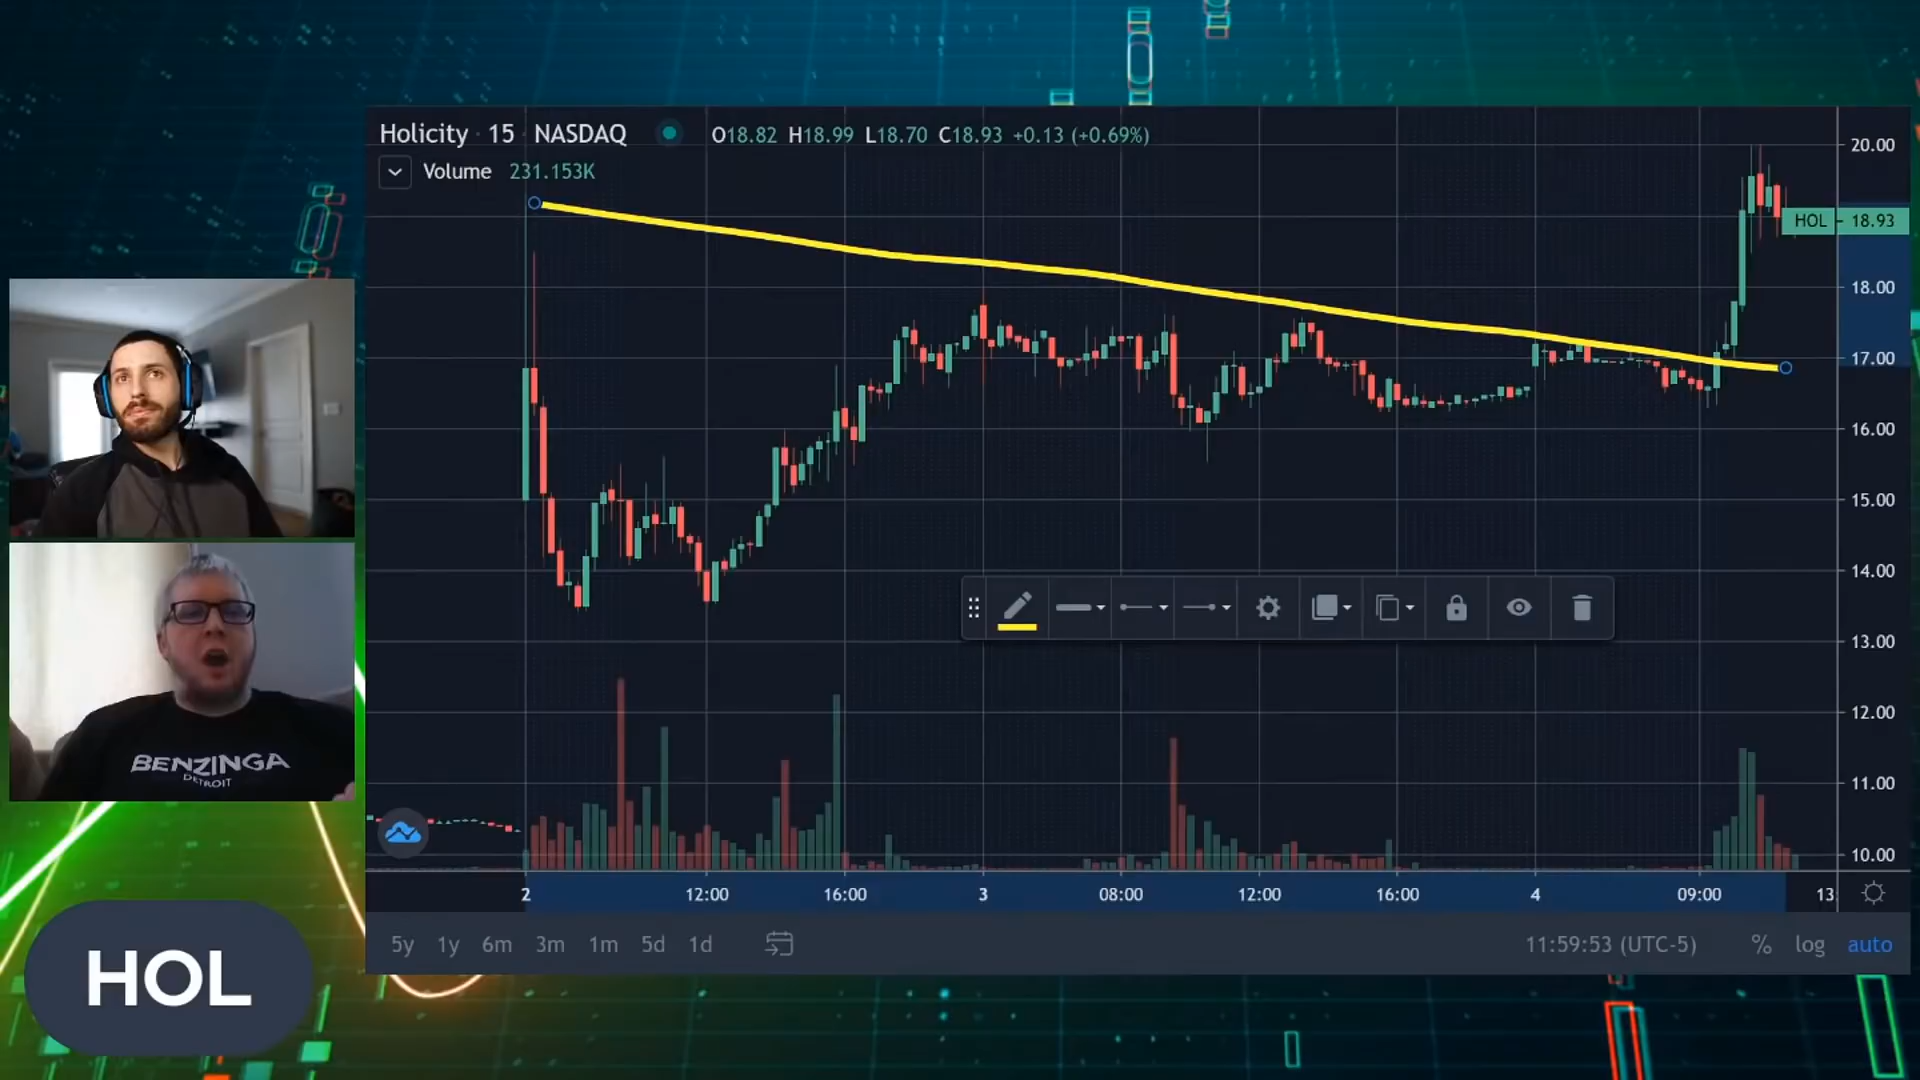 Holicity · 15 · NASDAQ O18.82 H18.99 L18.70 C18.93 +0.13 (+0.69%)
Volume 231.153K
20.00
HOL 18.93
18.00
17.00
16.00
15.00
14.00
13.00
12.00
11.00
10.00
2 12:00 16:00 3 08:00 12:00 16:00 4 09:00 13:
5y 1y 6m 3m 1m 5d 1d 11:59:53 (UTC-5) % log auto
BENZINGA
DETROIT
HOL